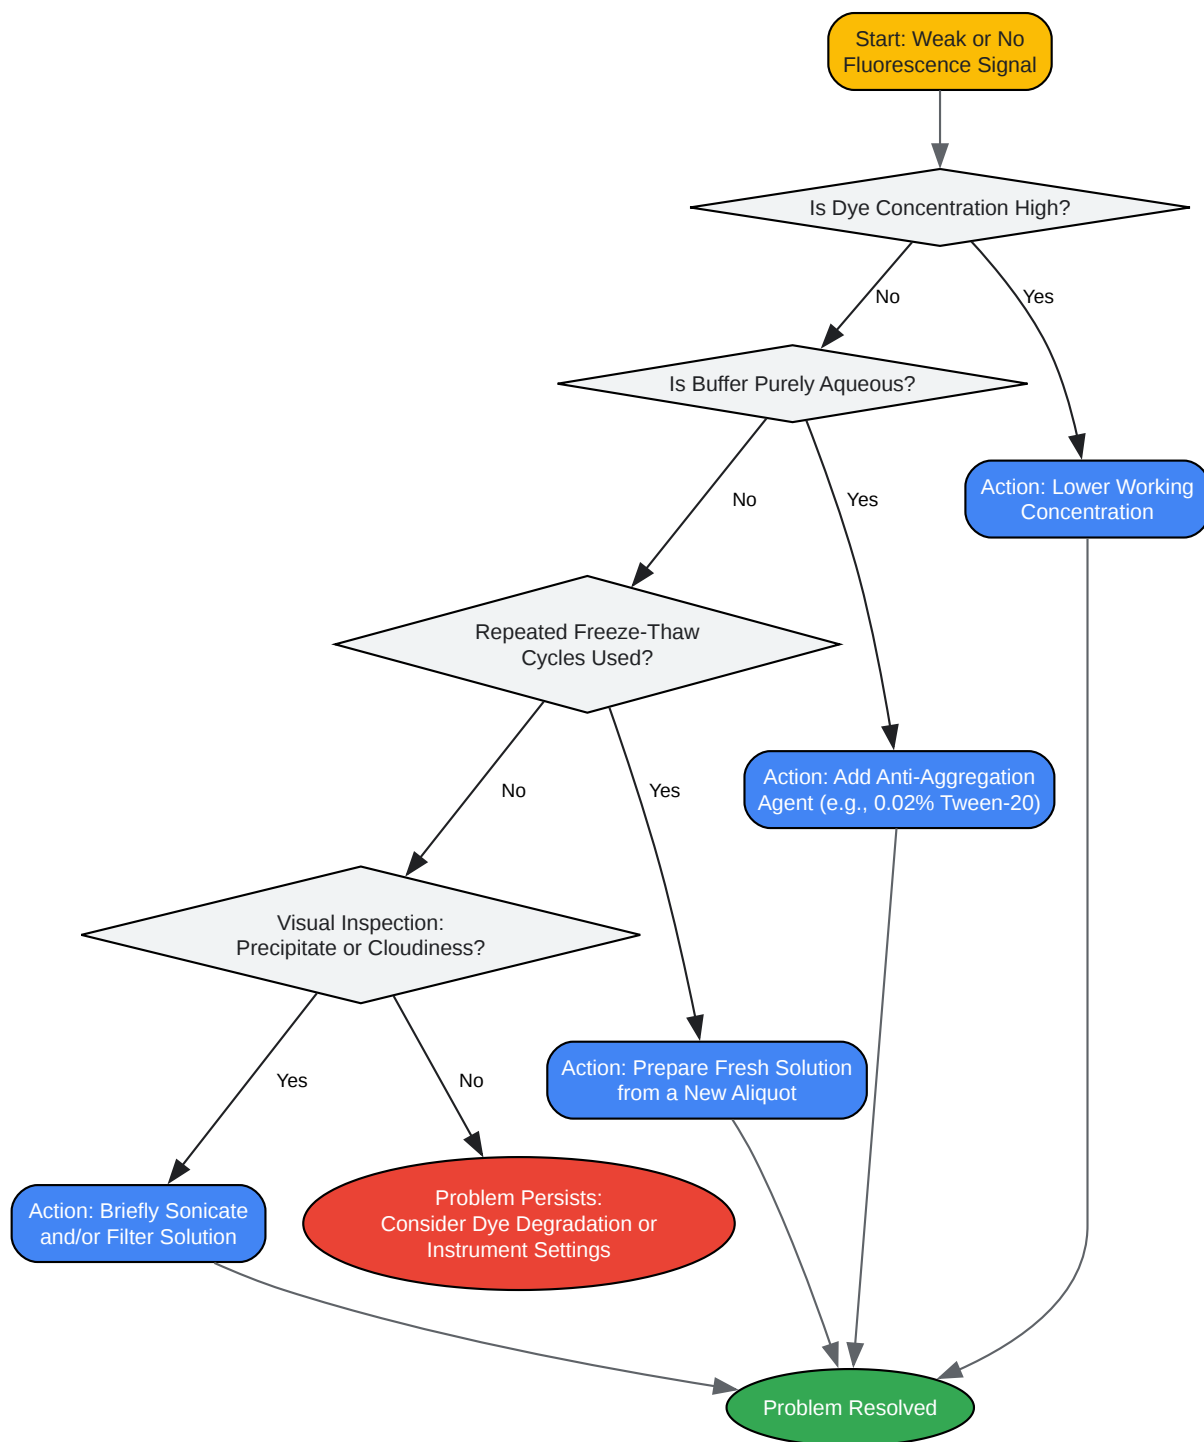 Start: Weak or No
Fluorescence Signal
Is Dye Concentration High?
No
Yes
Is Buffer Purely Aqueous?
No
Yes
Action: Lower Working
Concentration
Repeated Freeze-Thaw
Cycles Used?
No
Yes
Action: Add Anti-Aggregation
Agent (e.g., 0.02% Tween-20)
Visual Inspection:
Precipitate or Cloudiness?
Yes
No
Action: Prepare Fresh Solution
from a New Aliquot
Action: Briefly Sonicate
and/or Filter Solution
Problem Persists:
Consider Dye Degradation or
Instrument Settings
Problem Resolved